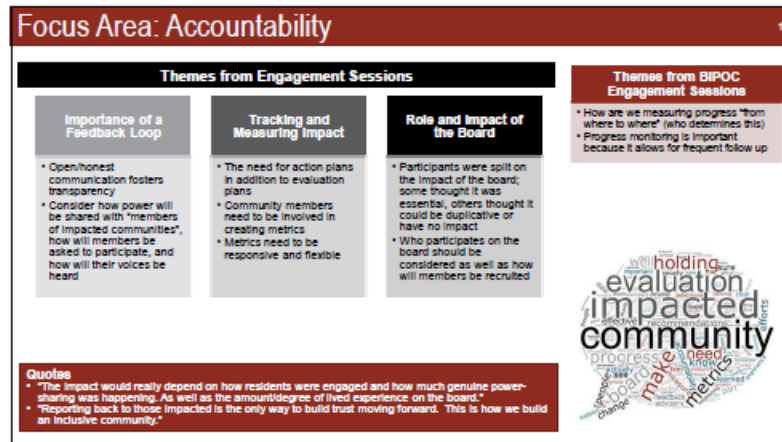 Focus Area: Accountability
Themes from Engagement Sessions
Importance of a
Feedback Loop
• Open/honest
communication fosters
transparency
• Consider how power will
be shared with "members
of impacted communities",
how will members be
asked to participate, and
how will their voices be
heard
Tracking and
Measuring Impact
• The need for action plans
in addition to evaluation
plans
• Community members
need to be involved in
creating metrics
• Metrics need to be
responsive and flexible
Role and Impact of
the Board
• Participants were split on
the impact of the board;
some thought it was
essential, others thought it
could be duplicative or
have no impact
• Who participates on the
board should be
considered as well as how
will members be recruited
Themes from BIPOC
Engagement Sessions
• How are we measuring progress "from
where to where" (who determines this)
• Progress monitoring is important
because it allows for frequent follow up
well holding
evaluation
impacted
community
efforts
effective recommendations
progress need
know
board make metrics
people
change
feedback
Quotes
• "The impact would really depend on how residents were engaged and how much genuine power-
sharing was happening. As well as the amount/degree of lived experience on the board."
• "Reporting back to those impacted is the only way to build trust moving forward. This is how we build
an inclusive community."